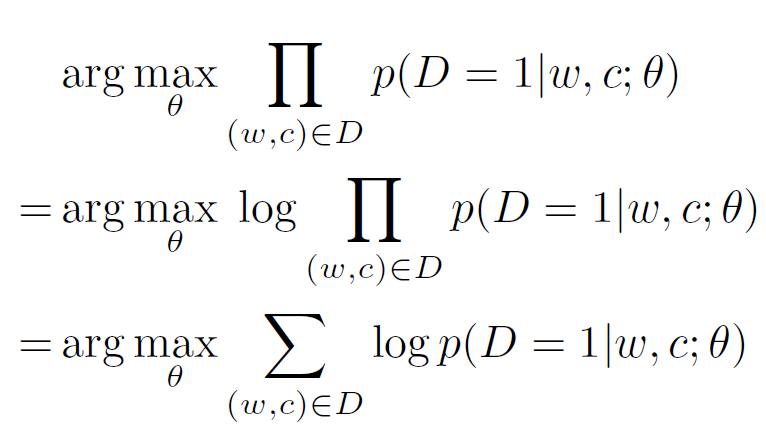 arg max_θ ∏_{(w,c)∈D} p(D = 1|w, c; θ)
= arg max_θ log ∏_{(w,c)∈D} p(D = 1|w, c; θ)
= arg max_θ ∑_{(w,c)∈D} log p(D = 1|w, c; θ)